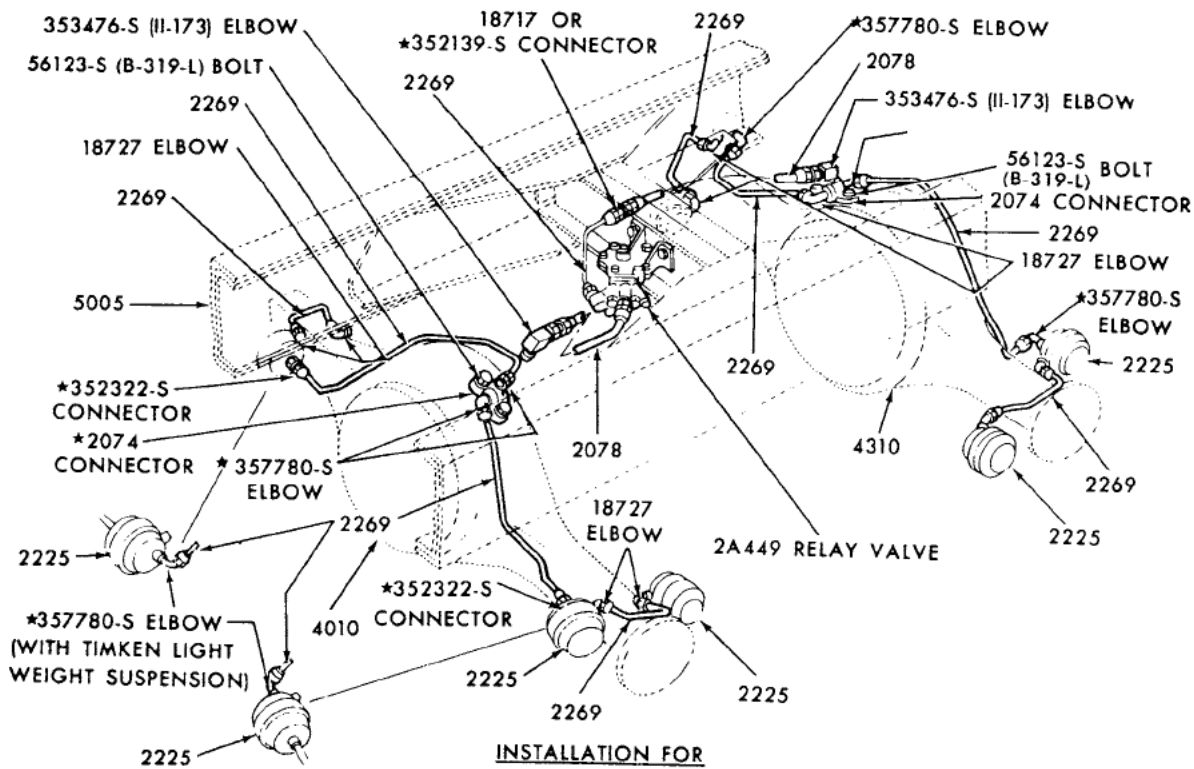 353476-S (II-173) ELBOW
56123-S (B-319-L) BOLT
2269
18727 ELBOW
2269
5005
★352322-S
CONNECTOR
★2074
CONNECTOR
★357780-S
ELBOW
18717 OR
★352139-S CONNECTOR
2269
2269
★357780-S ELBOW
2078
353476-S (II-173) ELBOW
56123-S BOLT
(B-319-L)
2074 CONNECTOR
2269
18727 ELBOW
★357780-S
ELBOW
2225
2269
4310
2078
2269
2225
2225
2269
★357780-S ELBOW
(WITH TIMKEN LIGHT
WEIGHT SUSPENSION)
2225
4010
★352322-S
CONNECTOR
18727
ELBOW
2A449 RELAY VALVE
2225
2269
2225
INSTALLATION FOR